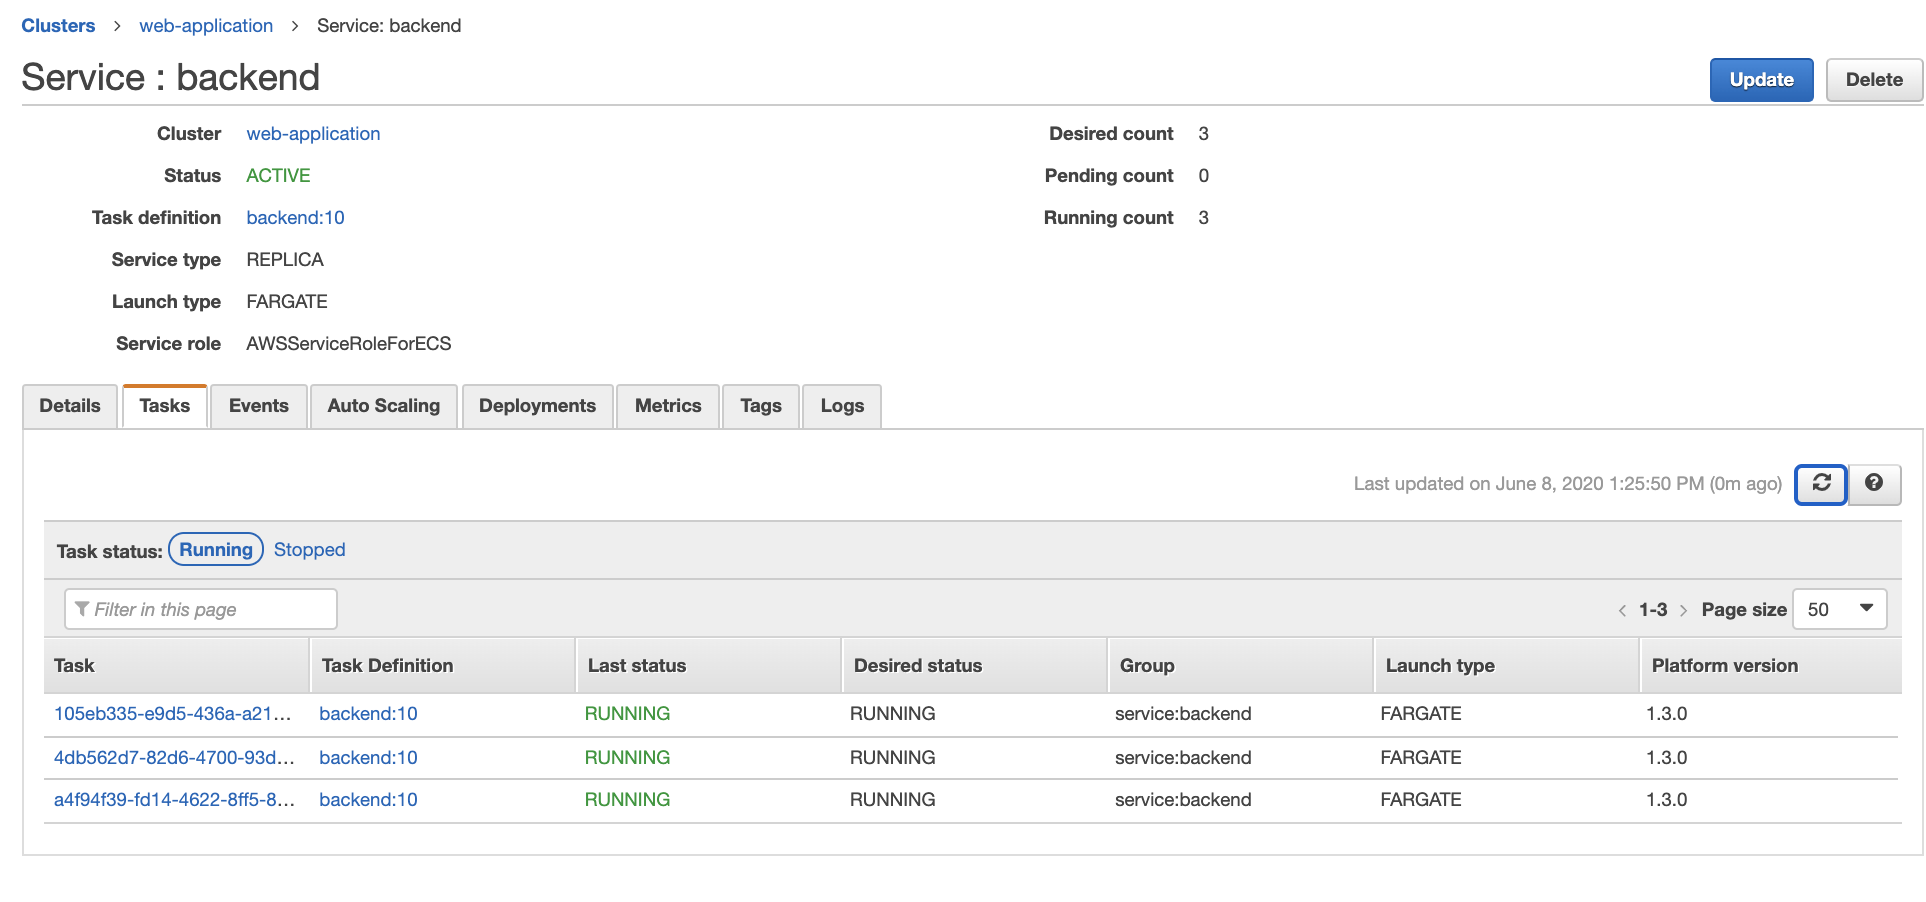 Clusters > web-application > Service: backend
Service : backend
Update Delete
Cluster web-application Desired count 3
Status ACTIVE Pending count 0
Task definition backend:10 Running count 3
Service type REPLICA
Launch type FARGATE
Service role AWSServiceRoleForECS
Details Tasks Events Auto Scaling Deployments Metrics Tags Logs
Last updated on June 8, 2020 1:25:50 PM (0m ago)
Task status: Running Stopped
Filter in this page < 1-3 > Page size 50
Task Task Definition Last status Desired status Group Launch type Platform version
105eb335-e9d5-436a-a21... backend:10 RUNNING RUNNING service:backend FARGATE 1.3.0
4db562d7-82d6-4700-93d... backend:10 RUNNING RUNNING service:backend FARGATE 1.3.0
a4f94f39-fd14-4622-8ff5-8... backend:10 RUNNING RUNNING service:backend FARGATE 1.3.0